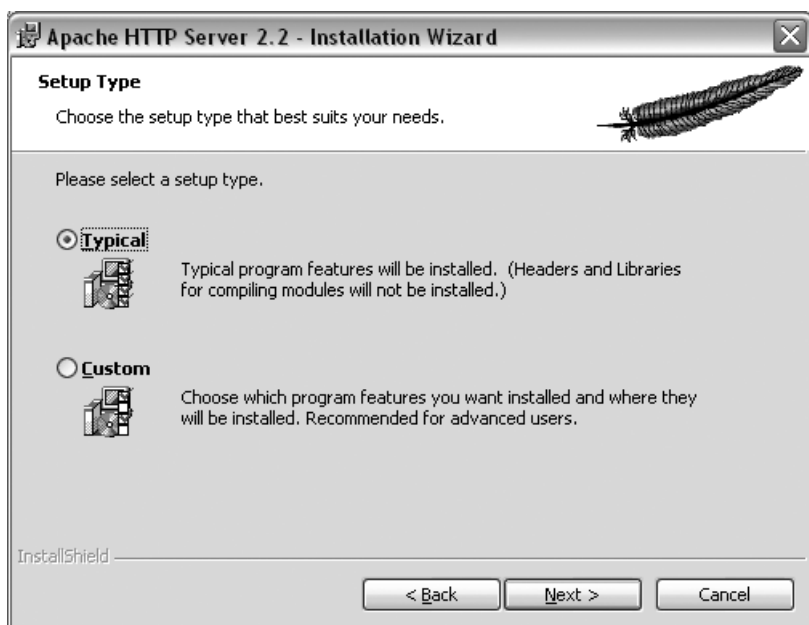 Apache HTTP Server 2.2 - Installation Wizard
Setup Type
Choose the setup type that best suits your needs.
Please select a setup type.
Typical
Typical program features will be installed.  (Headers and Libraries
for compiling modules will not be installed.)
Custom
Choose which program features you want installed and where they
will be installed. Recommended for advanced users.
InstallShield
< Back
Next >
Cancel